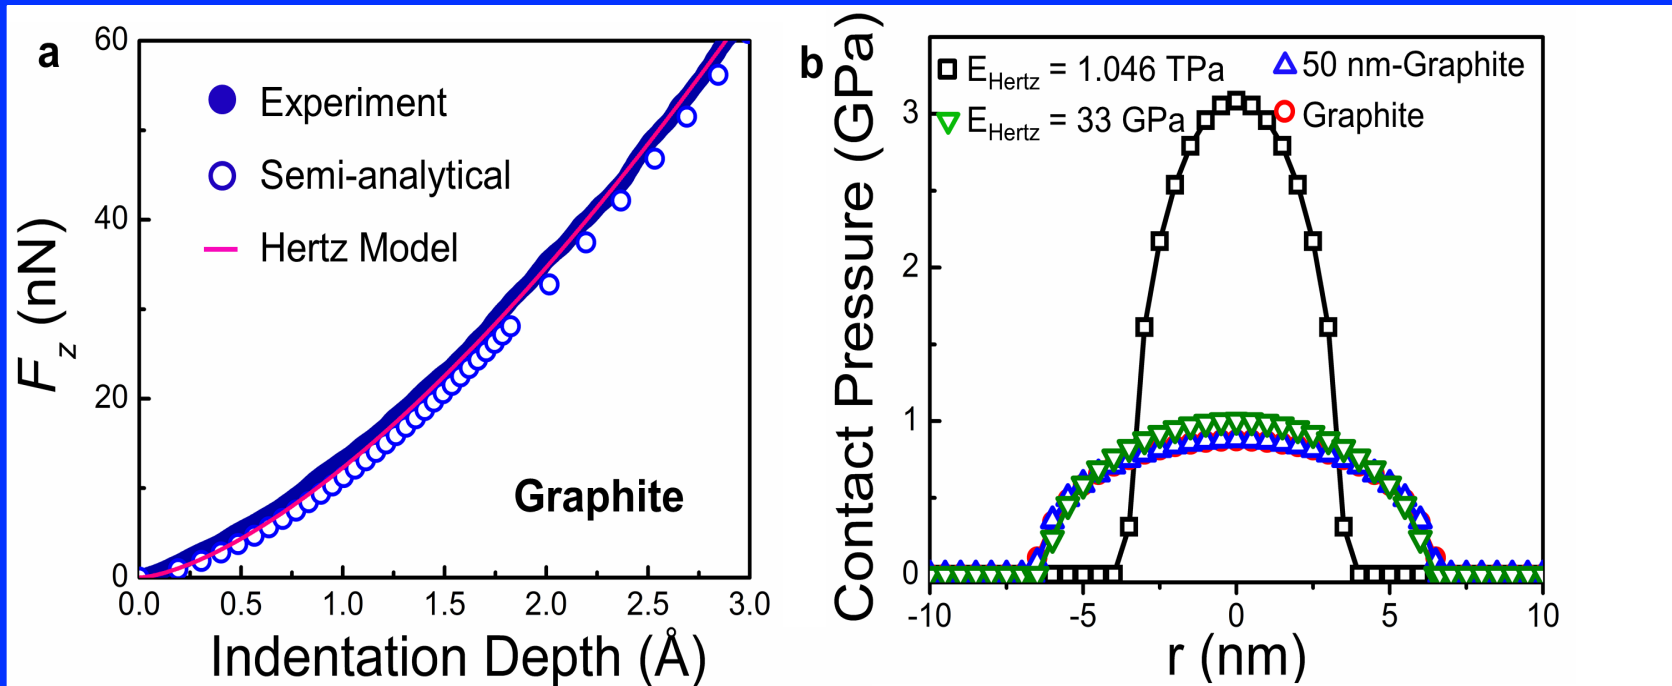 a
60
40
20
0
F z (nN)
Experiment
Semi-analytical
Hertz Model
Graphite
0.0 0.5 1.0 1.5 2.0 2.5 3.0
Indentation Depth (Å)
b
Contact Pressure (GPa)
3
2
1
0
E Hertz = 1.046 TPa
E Hertz = 33 GPa
50 nm-Graphite
Graphite
-10 -5 0 5 10
r (nm)